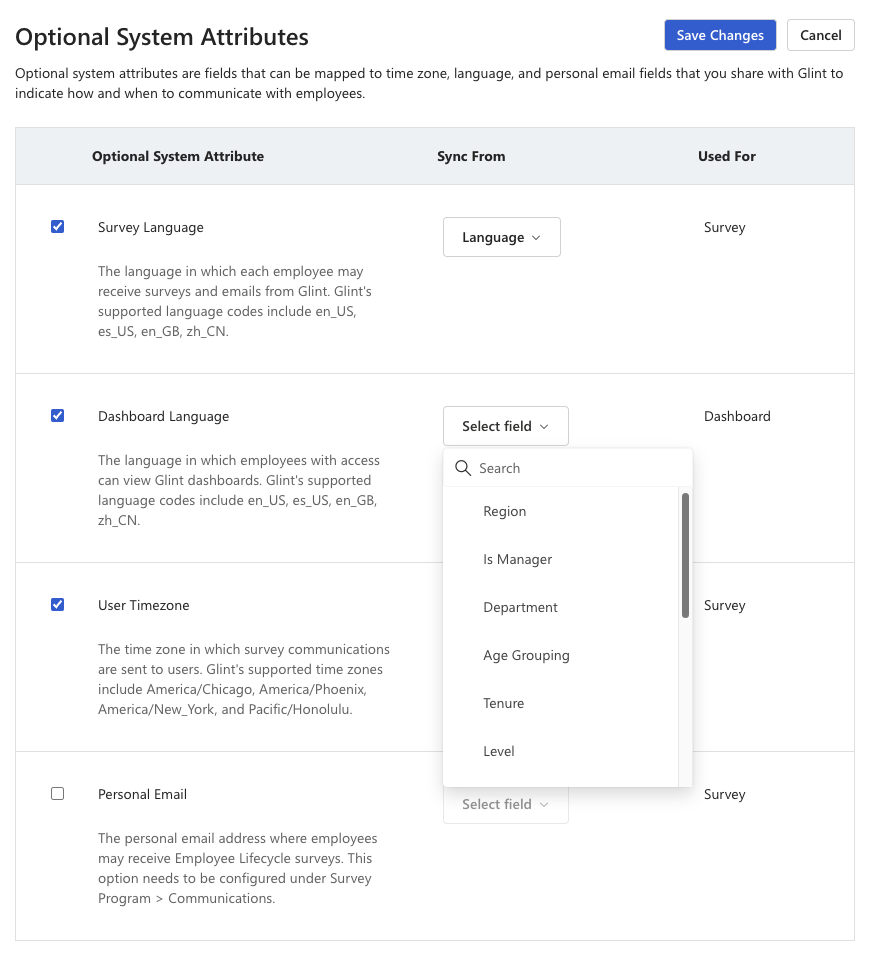 Optional System Attributes
Save Changes
Cancel
Optional system attributes are fields that can be mapped to time zone, language, and personal email fields that you share with Glint to
indicate how and when to communicate with employees.
Optional System Attribute
Sync From
Used For
Survey Language
Language
Survey
The language in which each employee may
receive surveys and emails from Glint. Glint's
supported language codes include en_US,
es_US, en_GB, zh_CN.
Dashboard Language
Select field
Dashboard
The language in which employees with access
can view Glint dashboards. Glint's supported
language codes include en_US, es_US, en_GB,
zh_CN.
Search
Region
Is Manager
Department
Age Grouping
Tenure
Level
User Timezone
Survey
The time zone in which survey communications
are sent to users. Glint's supported time zones
include America/Chicago, America/Phoenix,
America/New_York, and Pacific/Honolulu.
Personal Email
Select field
Survey
The personal email address where employees
may receive Employee Lifecycle surveys. This
option needs to be configured under Survey
Program > Communications.